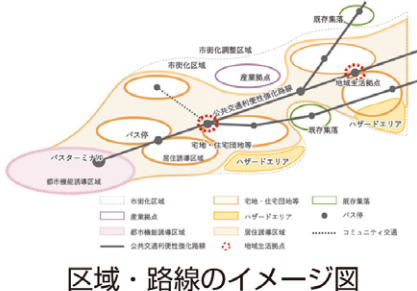 既存集落
市街化調整区域
市街化区域
産業拠点
地域生活拠点
公共交通利便性強化路線
バス停
既存集落
ハザードエリア
宅地・住宅団地等
バスターミナル
居住誘導区域
ハザードエリア
都市機能誘導区域
市街化区域
宅地・住宅団地等
既存集落
産業拠点
ハザードエリア
バス停
都市機能誘導区域
居住誘導区域
コミュニティ交通
公共交通利便性強化路線
地域生活拠点
区域・路線のイメージ図